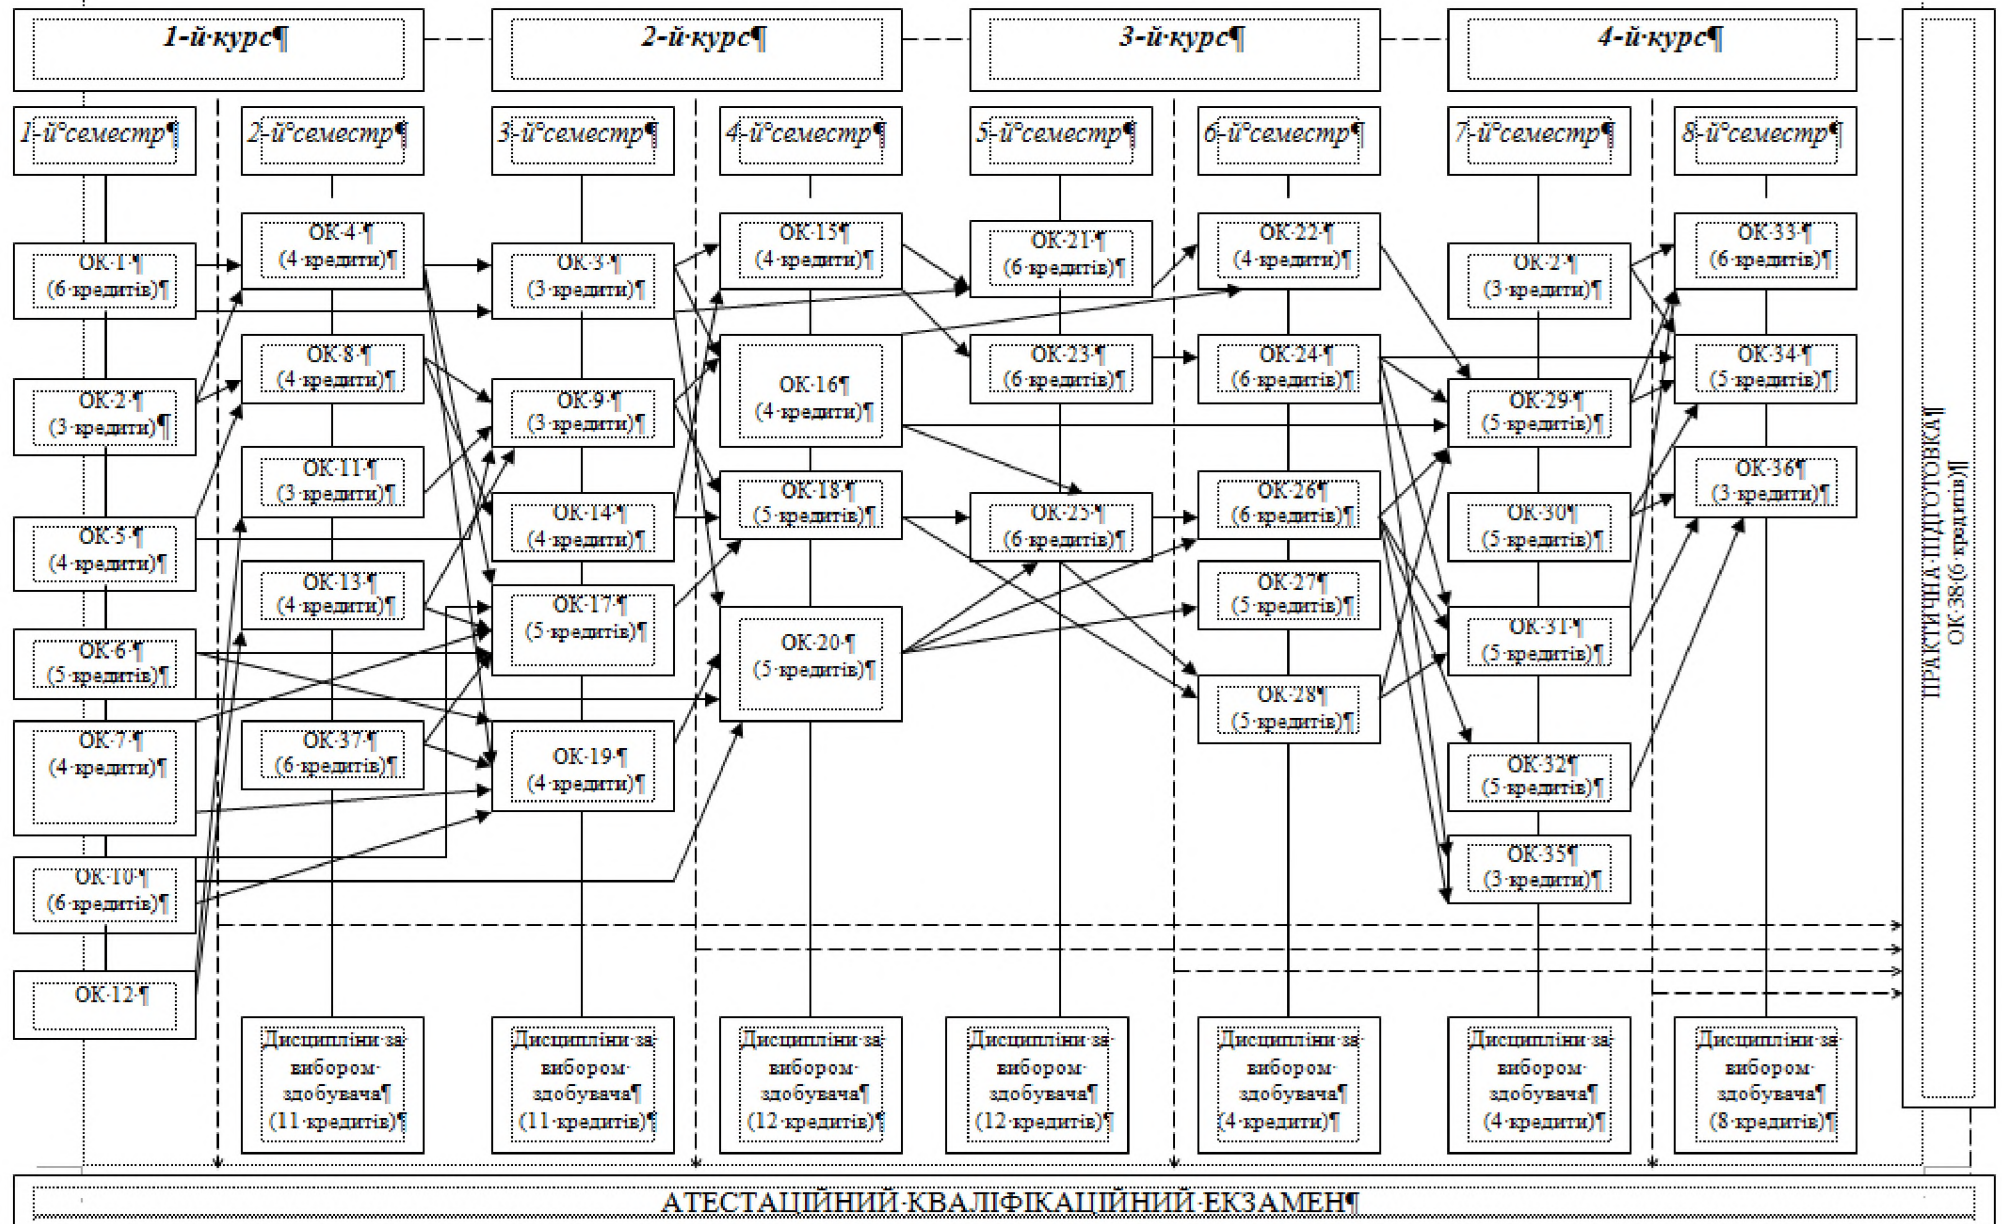 1-й·курс¶
2-й·курс¶
3-й·курс¶
4-й·курс¶
1-й°семестр¶
2-й°семестр¶
3-й°семестр¶
4-й°семестр¶
5-й°семестр¶
6-й°семестр¶
7-й°семестр¶
8-й°семестр¶
ОК·1·¶
(6·кредитів)¶
ОК·2·¶
(3·кредити)¶
ОК·5·¶
(4·кредити)¶
ОК·6·¶
(5·кредитів)¶
ОК·7·¶
(4·кредити)¶
ОК·10·¶
(6·кредитів)¶
ОК·12·¶
ОК·4·¶
(4·кредити)¶
ОК·8·¶
(4·кредити)¶
ОК·11·¶
(3·кредити)¶
ОК·13·¶
(4·кредити)¶
ОК·37·¶
(6·кредитів)¶
Дисципліни·за·
вибором·
здобувача¶
(11·кредитів)¶
ОК·3·¶
(3·кредити)¶
ОК·9·¶
(3·кредити)¶
ОК·14·¶
(4·кредити)¶
ОК·17·¶
(5·кредитів)¶
ОК·19·¶
(4·кредити)¶
Дисципліни·за·
вибором·
здобувача¶
(11·кредитів)¶
ОК·15·¶
(4·кредити)¶
ОК·16¶
(4·кредити)¶
ОК·18·¶
(5·кредитів)¶
ОК·20·¶
(5·кредитів)¶
Дисципліни·за·
вибором·
здобувача¶
(12·кредитів)¶
ОК·21·¶
(6·кредитів)¶
ОК·23·¶
(6·кредитів)¶
ОК·25·¶
(6·кредитів)¶
Дисципліни·за·
вибором·
здобувача¶
(12·кредитів)¶
ОК·22·¶
(4·кредити)¶
ОК·24·¶
(6·кредитів)¶
ОК·26¶
(6·кредитів)¶
ОК·27¶
(5·кредитів)¶
ОК·28·¶
(5·кредитів)¶
Дисципліни·за·
вибором·
здобувача¶
(4·кредити)¶
ОК·2·¶
(3·кредити)¶
ОК·29·¶
(5·кредитів)¶
ОК·30·¶
(5·кредитів)¶
ОК·31·¶
(5·кредитів)¶
ОК·32¶
(5·кредитів)¶
ОК·35¶
(3·кредити)¶
Дисципліни·за·
вибором·
здобувача¶
(4·кредити)¶
ОК·33·¶
(6·кредитів)¶
ОК·34·¶
(5·кредитів)¶
ОК·36¶
(3·кредити)¶
Дисципліни·за·
вибором·
здобувача¶
(8·кредитів)¶
ПРАКТИЧНА·ПІДГОТОВКА¶
ОК·38·(6·кредитів)¶
АТЕСТАЦІЙНИЙ·КВАЛІФІКАЦІЙНИЙ·ЕКЗАМЕН¶